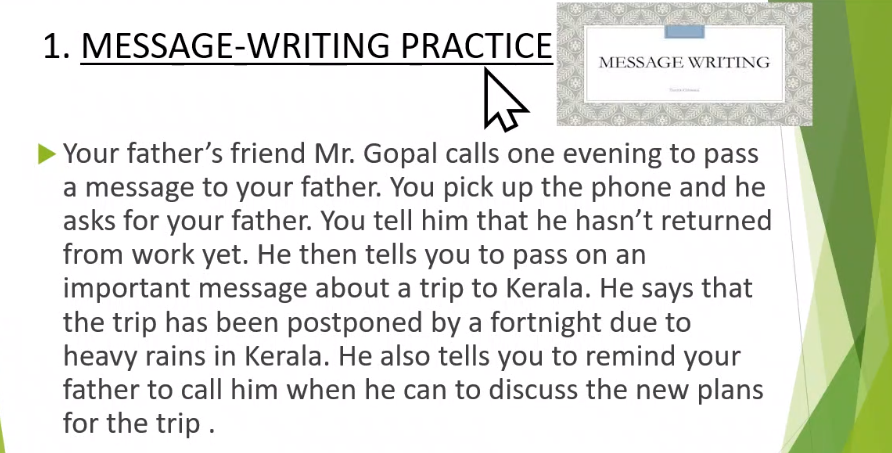 1. MESSAGE-WRITING PRACTICE
MESSAGE WRITING
Your father's friend Mr. Gopal calls one evening to pass
a message to your father. You pick up the phone and he
asks for your father. You tell him that he hasn't returned
from work yet. He then tells you to pass on an
important message about a trip to Kerala. He says that
the trip has been postponed by a fortnight due to
heavy rains in Kerala. He also tells you to remind your
father to call him when he can to discuss the new plans
for the trip .